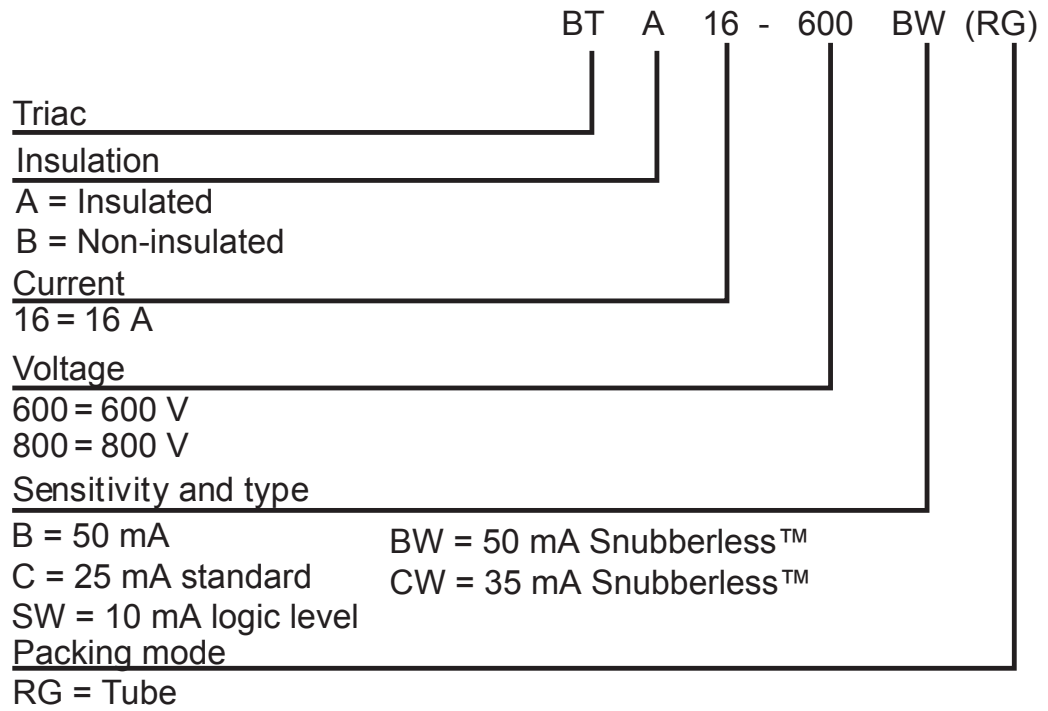 BT A 16 - 600 BW (RG)
Triac
Insulation
A = Insulated
B = Non-insulated
Current
16 = 16 A
Voltage
600 = 600 V
800 = 800 V
Sensitivity and type
B = 50 mA
C = 25 mA standard
SW = 10 mA logic level
BW = 50 mA Snubberless™
CW = 35 mA Snubberless™
Packing mode
RG = Tube